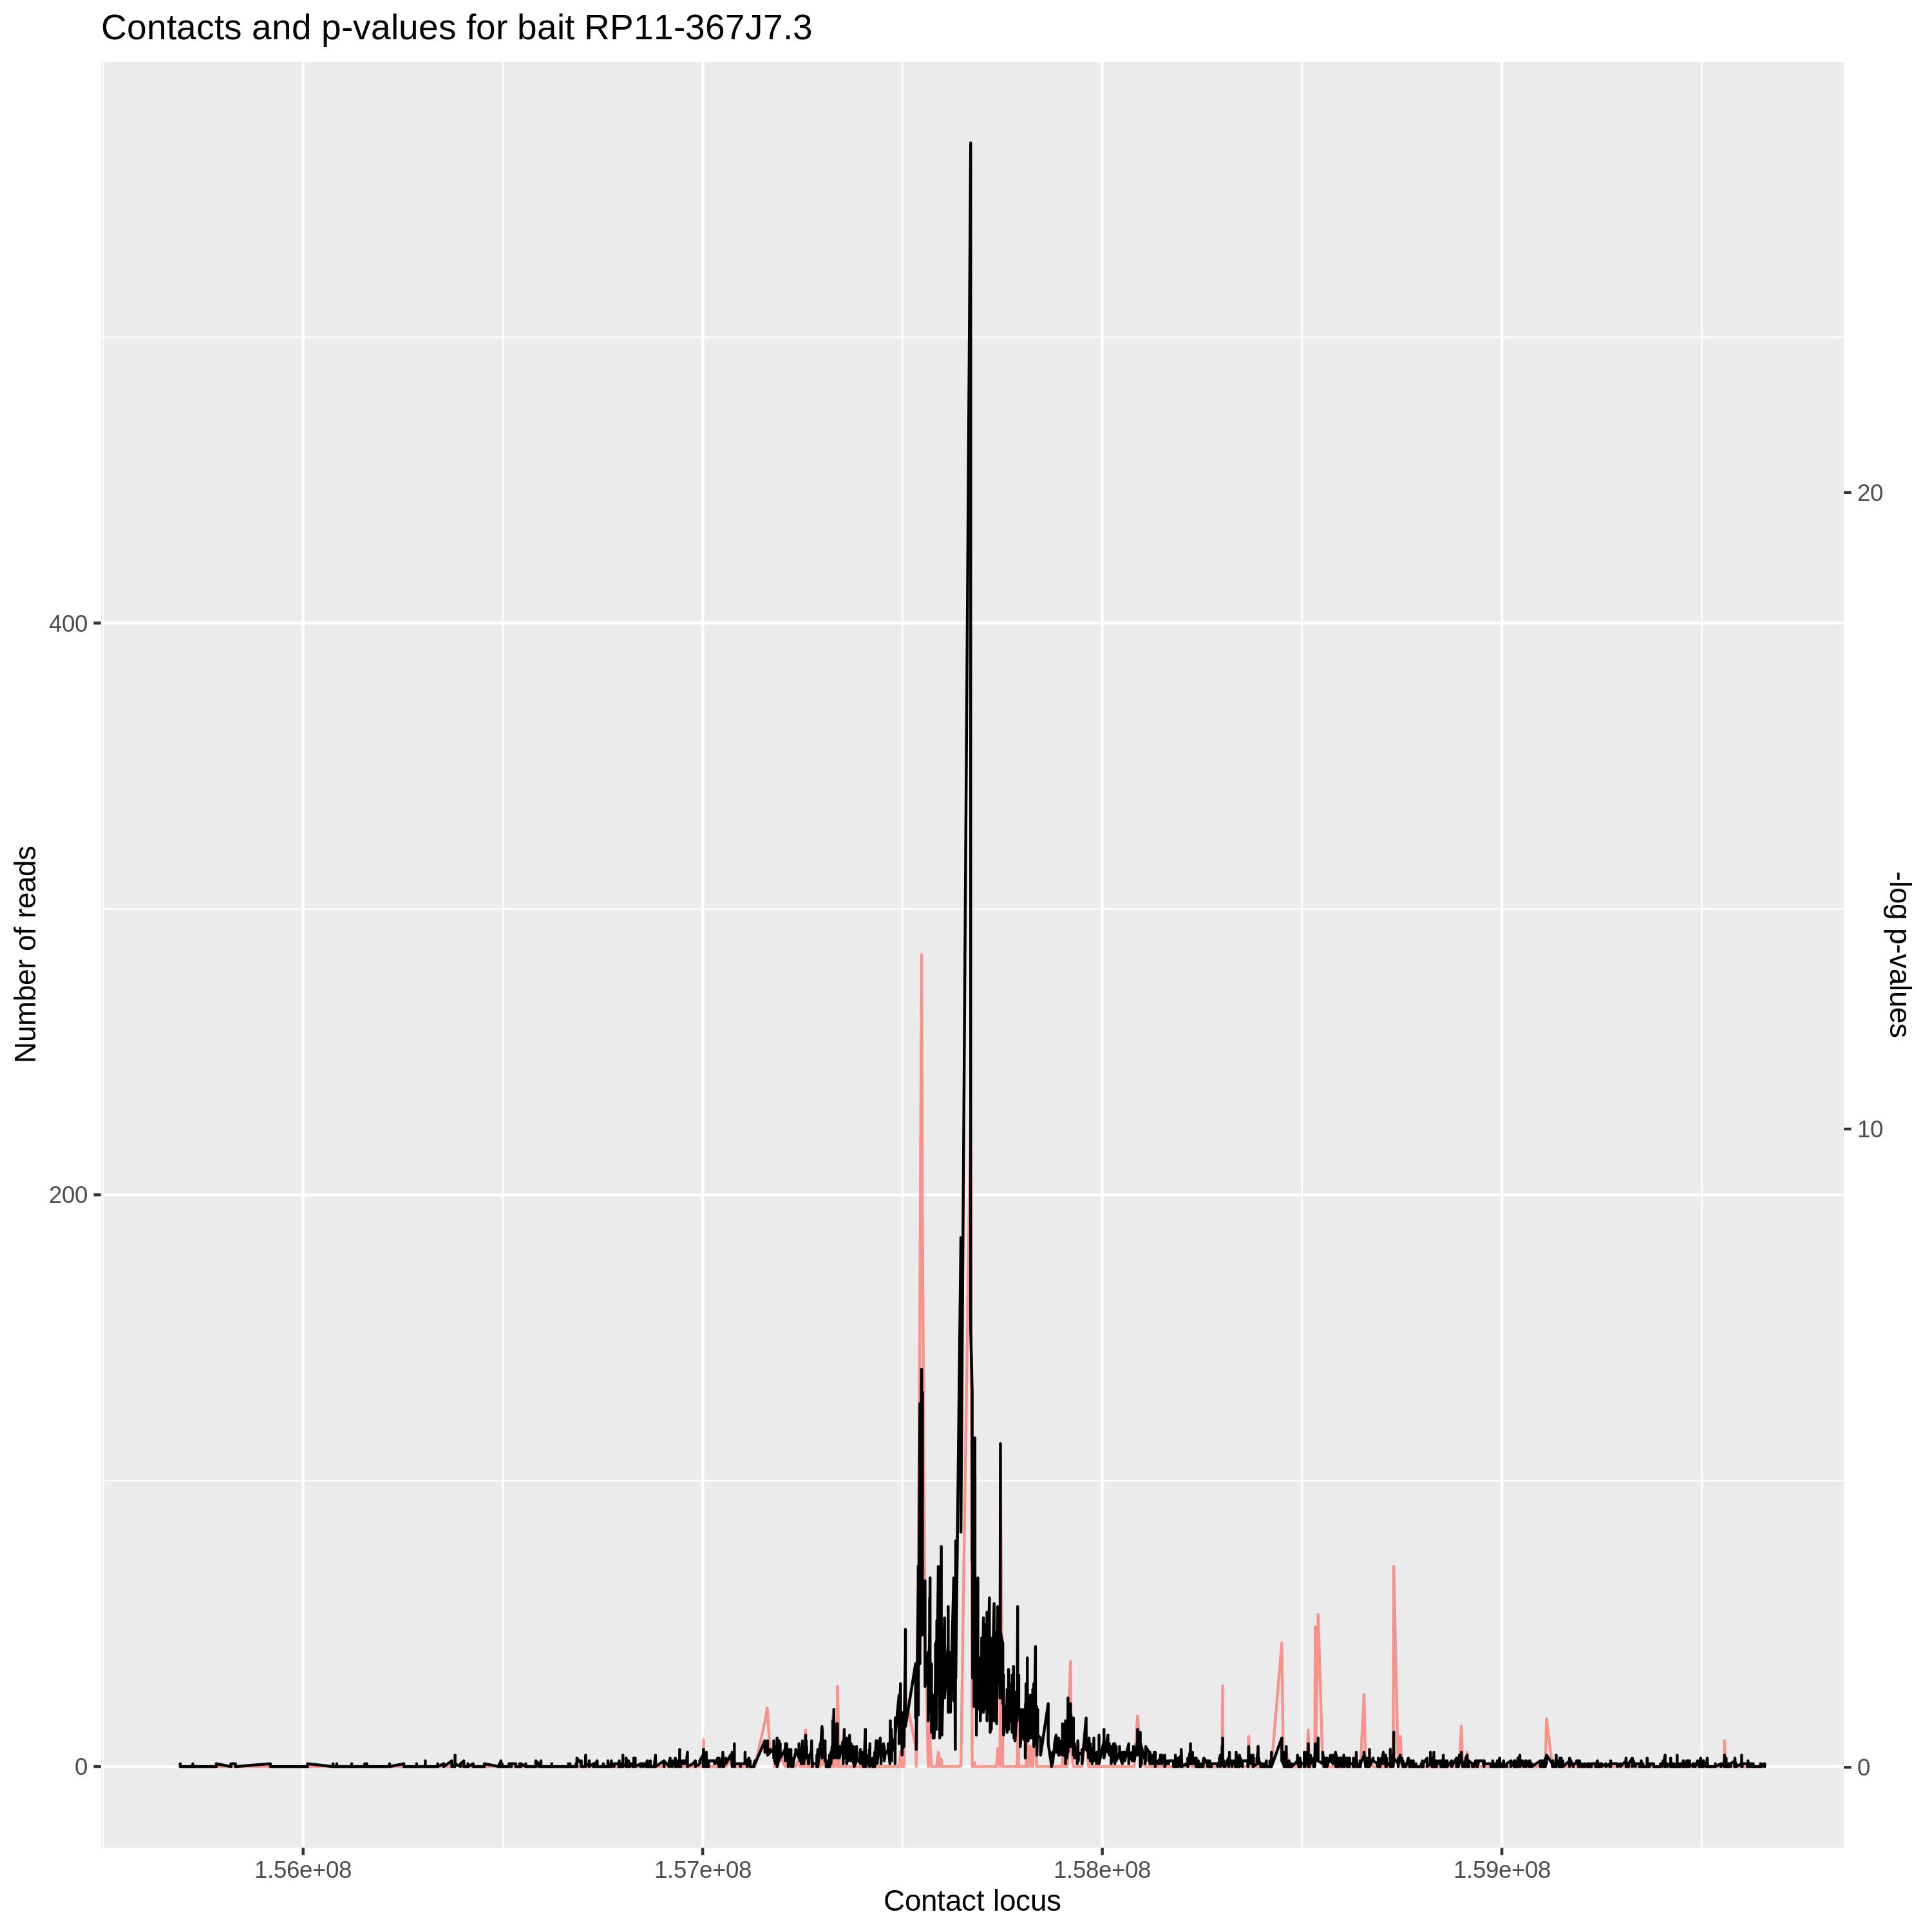 Contacts and p-values for bait RP11-367J7.3
400
200
0
Number of reads
20
10
0
-log p-values
1.56e+08
1.57e+08
1.58e+08
1.59e+08
Contact locus